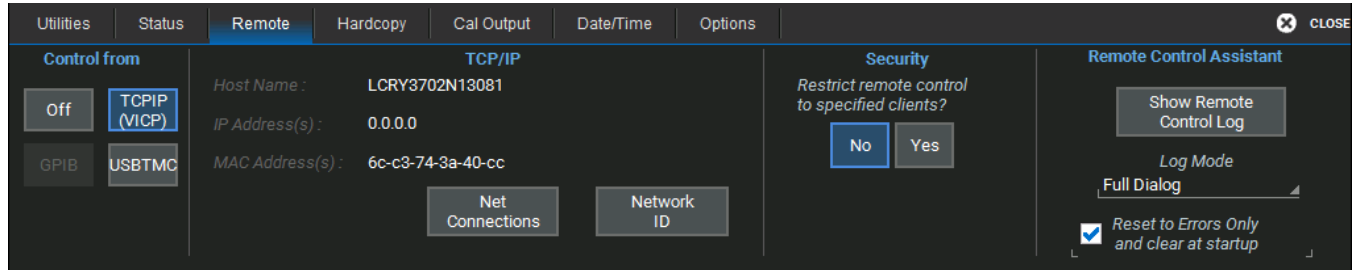 Utilities
Status
Remote
Hardcopy
Cal Output
Date/Time
Options
CLOSE
Control from
Off
TCPIP
(VICP)
GPIB
USBTMC
TCP/IP
Host Name :
LCRY3702N13081
IP Address(s) :
0.0.0.0
MAC Address(s) :
6c-c3-74-3a-40-cc
Net
Connections
Network
ID
Security
Restrict remote control
to specified clients?
No
Yes
Remote Control Assistant
Show Remote
Control Log
Log Mode
Full Dialog
Reset to Errors Only
and clear at startup